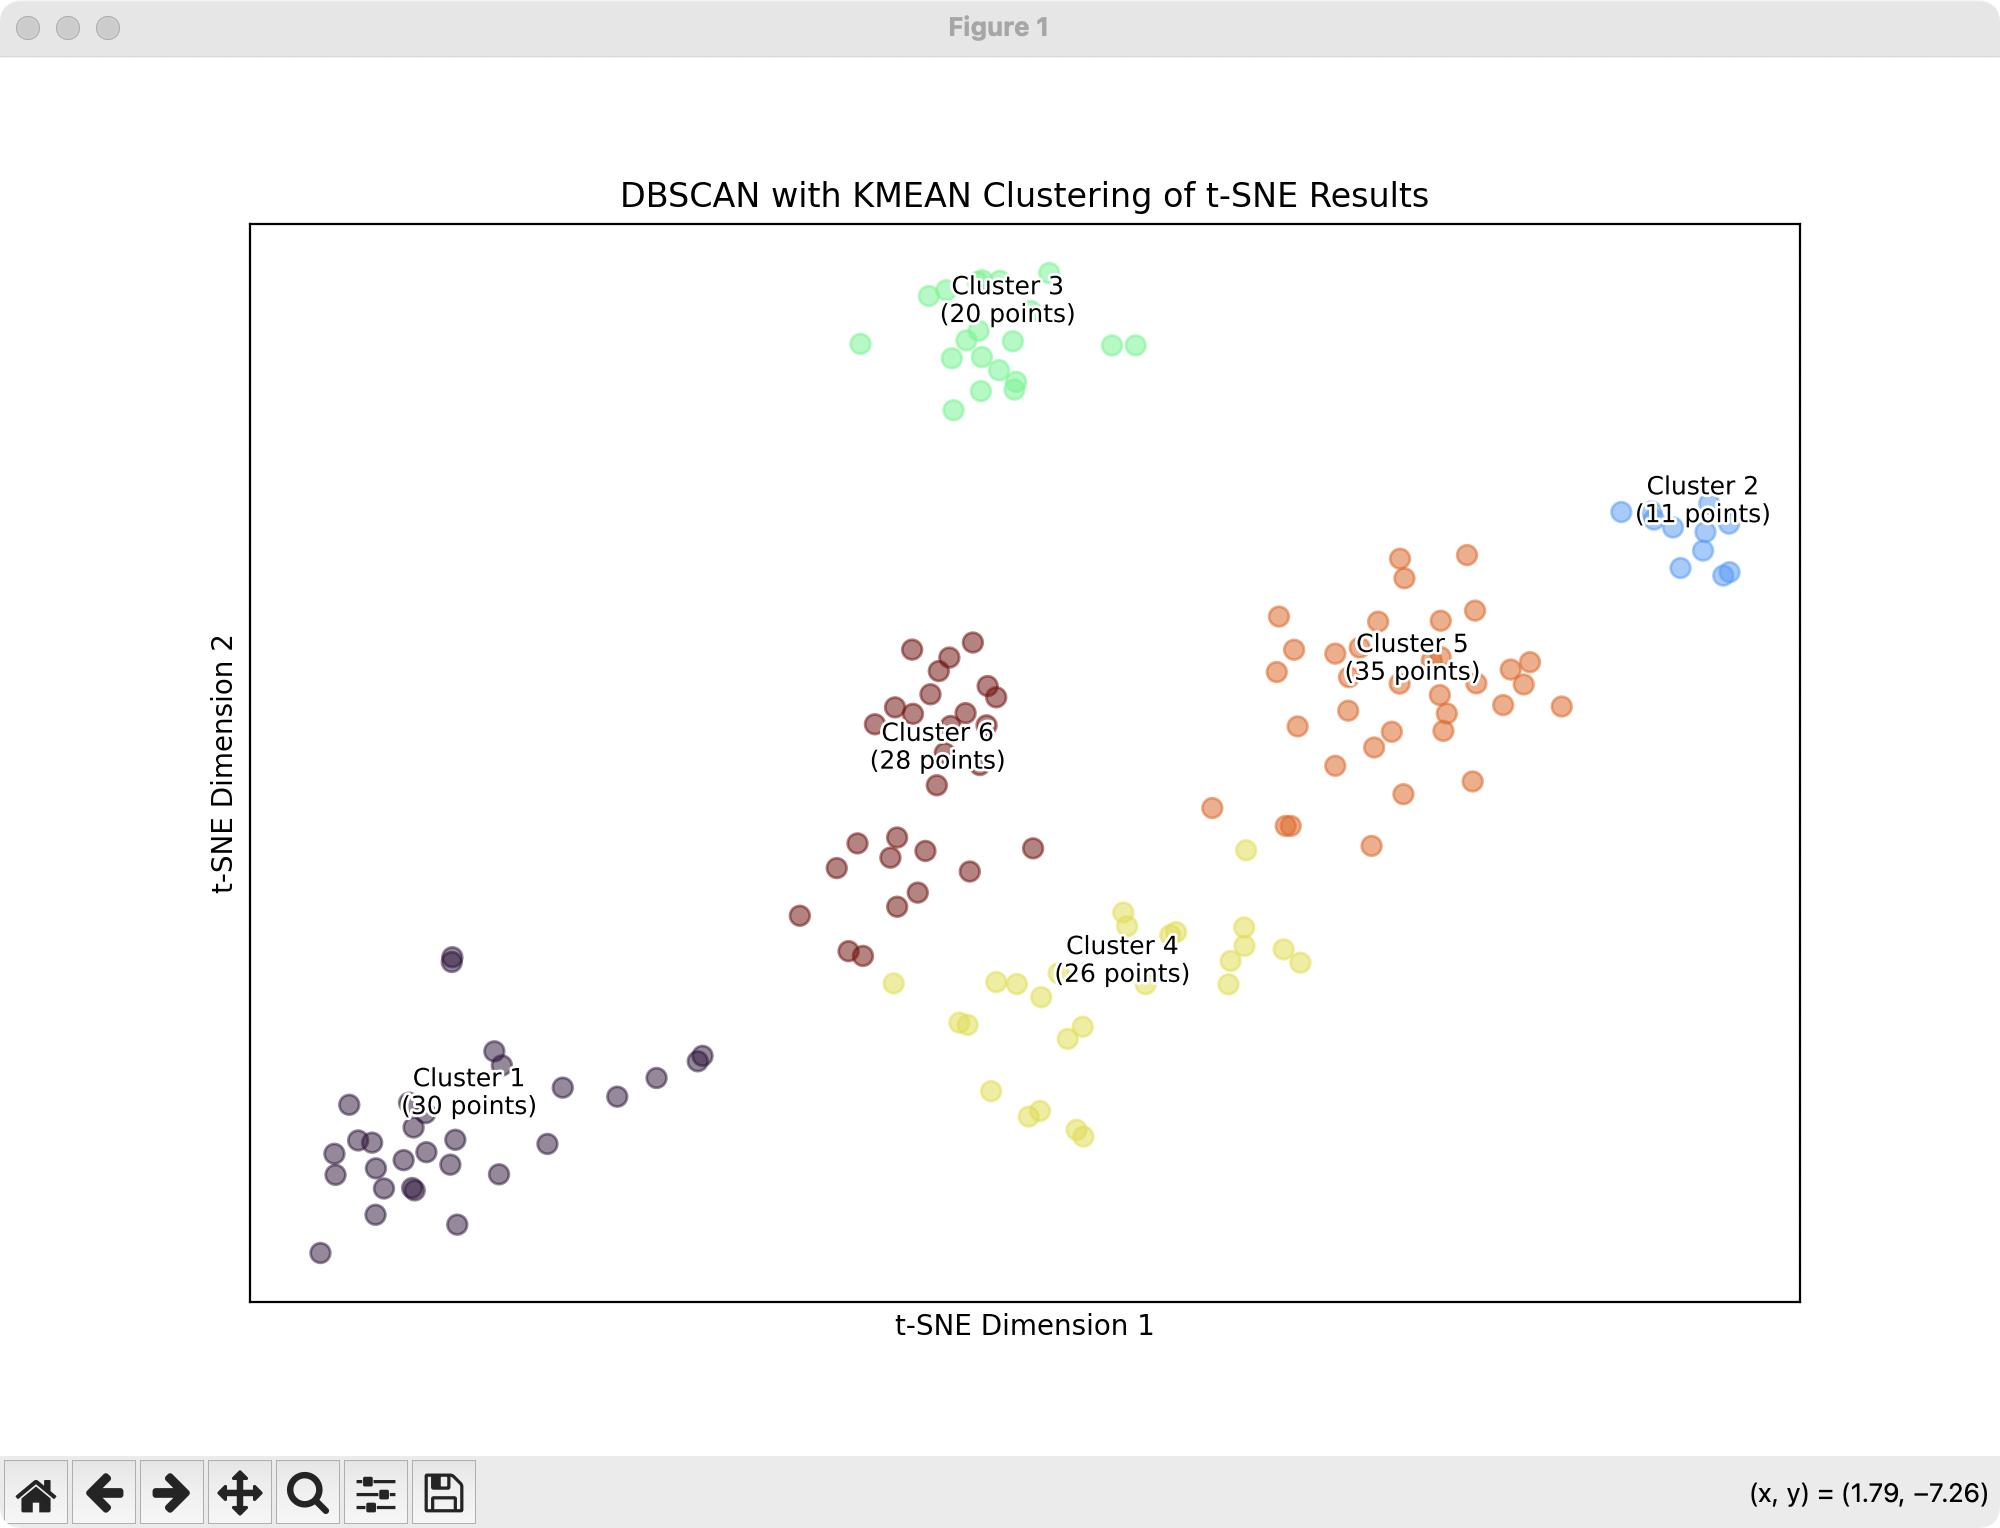 Figure 1
DBSCAN with KMEAN Clustering of t-SNE Results
Cluster 3
(20 points)
Cluster 2
(11 points)
Cluster 5
(35 points)
Cluster 6
(28 points)
Cluster 4
(26 points)
Cluster 1
(30 points)
t-SNE Dimension 2
t-SNE Dimension 1
(x, y) = (1.79, −7.26)